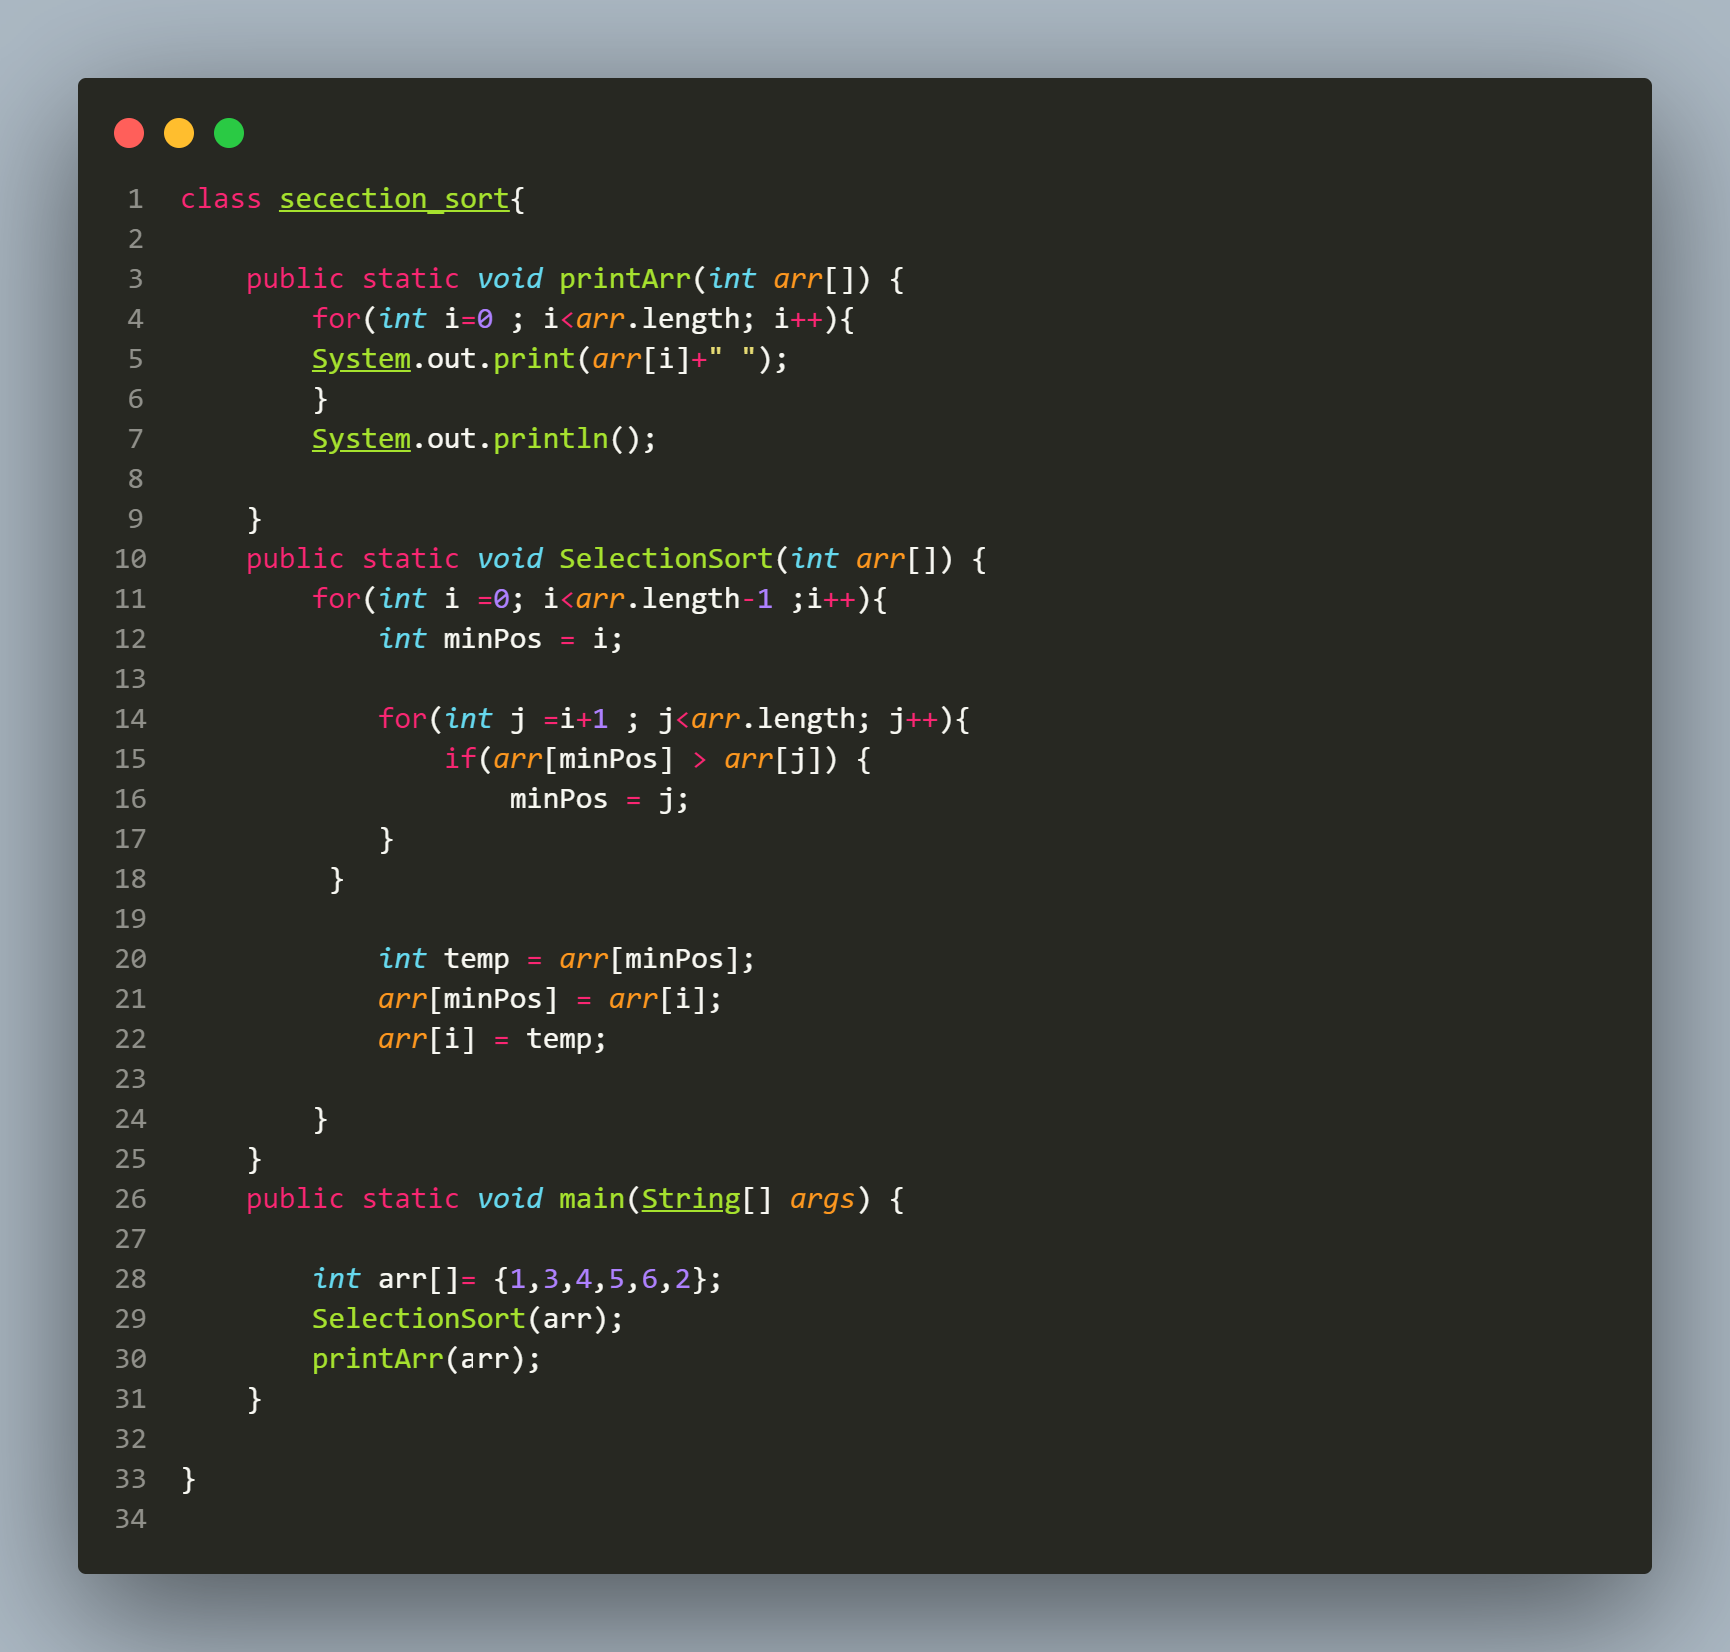 1 class secection_sort{
2
3     public static void printArr(int arr[]) {
4         for(int i=0 ; i<arr.length; i++){
5         System.out.print(arr[i]+" ");
6         }
7         System.out.println();
8
9     }
10     public static void SelectionSort(int arr[]) {
11         for(int i =0; i<arr.length-1 ;i++){
12             int minPos = i;
13
14             for(int j =i+1 ; j<arr.length; j++){
15                 if(arr[minPos] > arr[j]) {
16                     minPos = j;
17             }
18          }
19
20             int temp = arr[minPos];
21             arr[minPos] = arr[i];
22             arr[i] = temp;
23
24         }
25     }
26     public static void main(String[] args) {
27
28         int arr[]= {1,3,4,5,6,2};
29         SelectionSort(arr);
30         printArr(arr);
31     }
32
33 }
34